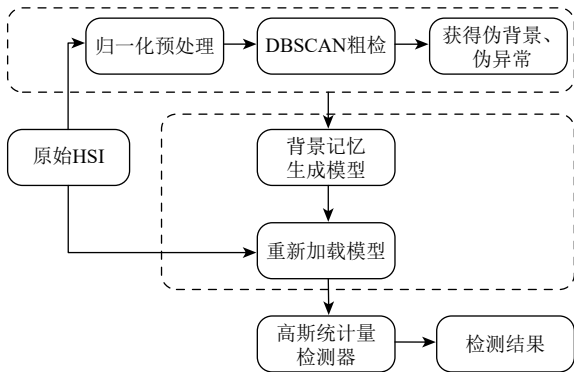 归一化预处理
DBSCAN粗检
获得伪背景、
伪异常
原始HSI
背景记忆
生成模型
重新加载模型
高斯统计量
检测器
检测结果